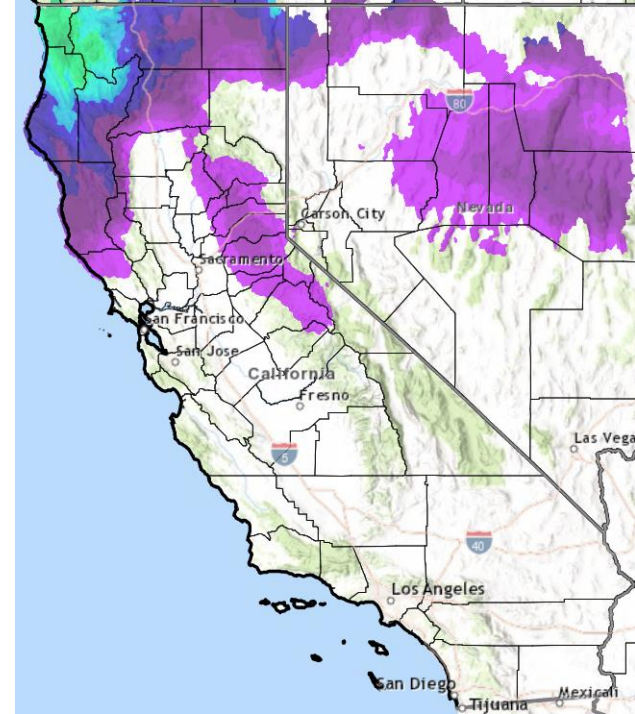 80
Nevada
Carson City
Sacramento
San Francisco
San Jose
California
Fresno
Las Vega
5
40
Los Angeles
San Diego
Tijuana
Mexicali